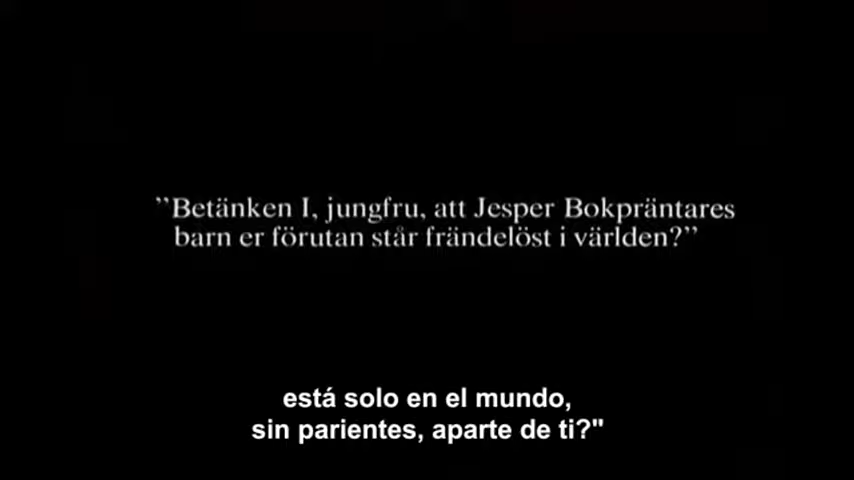 ”Betänken I, jungfru, att Jesper Bokpräntares
barn er förutan står frändelöst i världen?”
está solo en el mundo,
sin parientes, aparte de ti?"